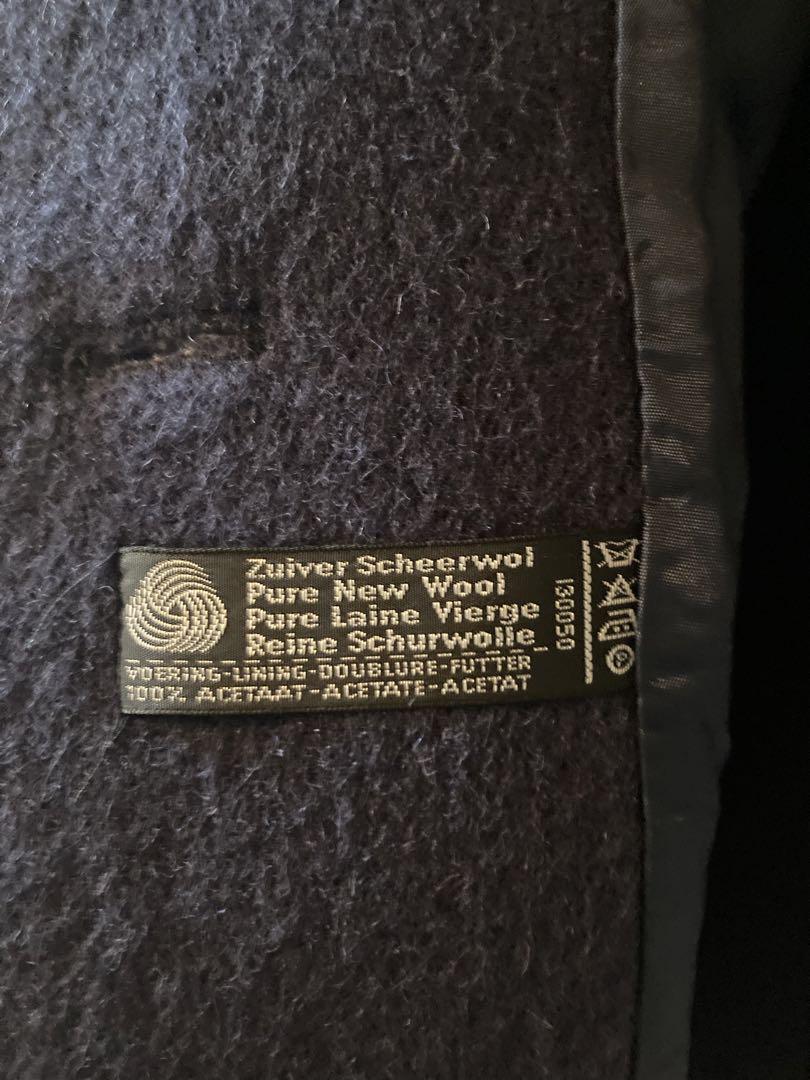 Zuiver Scheerwol
Pure New Wool
Pure Laine Vierge
Reine Schurwolle
VOERING-LINING-DOUBLURE-FUTTER
100% ACETAAT-ACETATE-ACETAT
130050